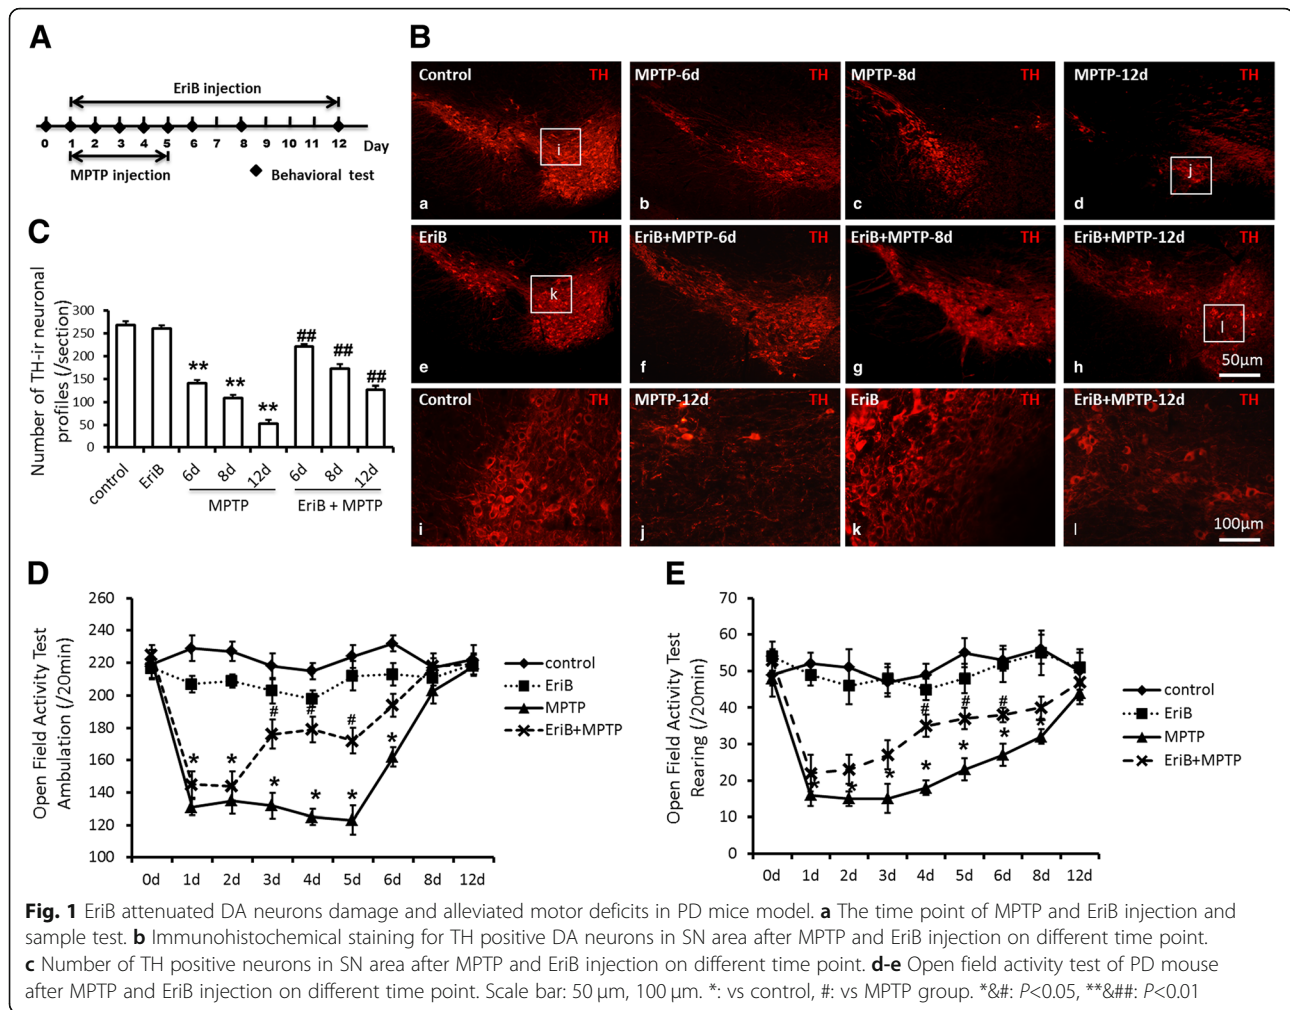 A
EriB injection
0 1 2 3 4 5 6 7 8 9 10 11 12 Day
MPTP injection
Behavioral test
B
Control TH
i
a
MPTP-6d TH
b
MPTP-8d TH
c
MPTP-12d TH
j
d
EriB TH
k
e
EriB+MPTP-6d TH
f
EriB+MPTP-8d TH
g
EriB+MPTP-12d TH
l
50μm
h
Control TH
i
MPTP-12d TH
j
EriB TH
k
EriB+MPTP-12d TH
100μm
l
C
Number of TH-ir neuronal
profiles (/section)
300
250
200
150
100
50
0
** ** ** ## ## ##
control EriB 6d 8d 12d 6d 8d 12d
MPTP EriB + MPTP
D
Open Field Activity Test
Ambulation (/20min)
260
240
220
200
180
160
140
120
100
# # #
* * * * * *
0d 1d 2d 3d 4d 5d 6d 8d 12d
control
EriB
MPTP
EriB+MPTP
E
Open Field Activity Test
Rearing (/20min)
70
60
50
40
30
20
10
0
# # #
* * * * * * *
*
0d 1d 2d 3d 4d 5d 6d 8d 12d
control
EriB
MPTP
EriB+MPTP
Fig. 1 EriB attenuated DA neurons damage and alleviated motor deficits in PD mice model. a The time point of MPTP and EriB injection and
sample test. b Immunohistochemical staining for TH positive DA neurons in SN area after MPTP and EriB injection on different time point.
c Number of TH positive neurons in SN area after MPTP and EriB injection on different time point. d-e Open field activity test of PD mouse
after MPTP and EriB injection on different time point. Scale bar: 50 μm, 100 μm. *: vs control, #: vs MPTP group. *&#: P<0.05, **&##: P<0.01